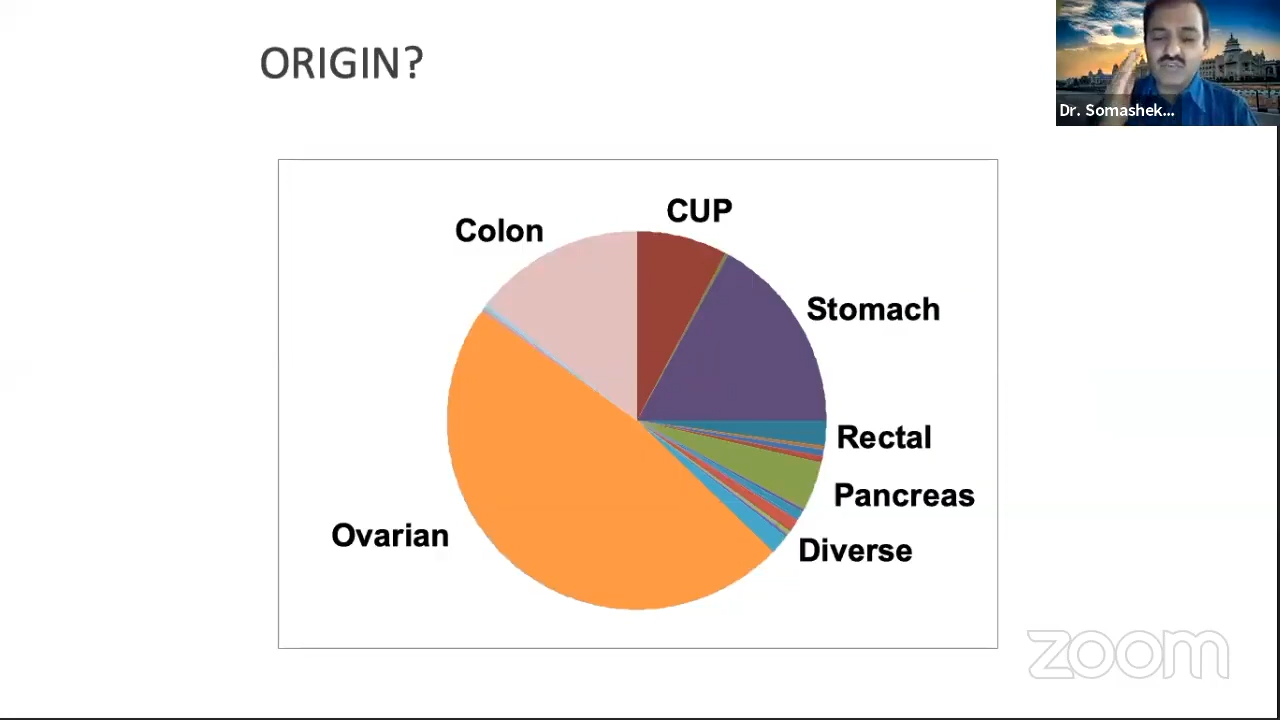 ORIGIN?
Dr. Somashek...
CUP
Colon
Stomach
Rectal
Pancreas
Ovarian
Diverse
zoom